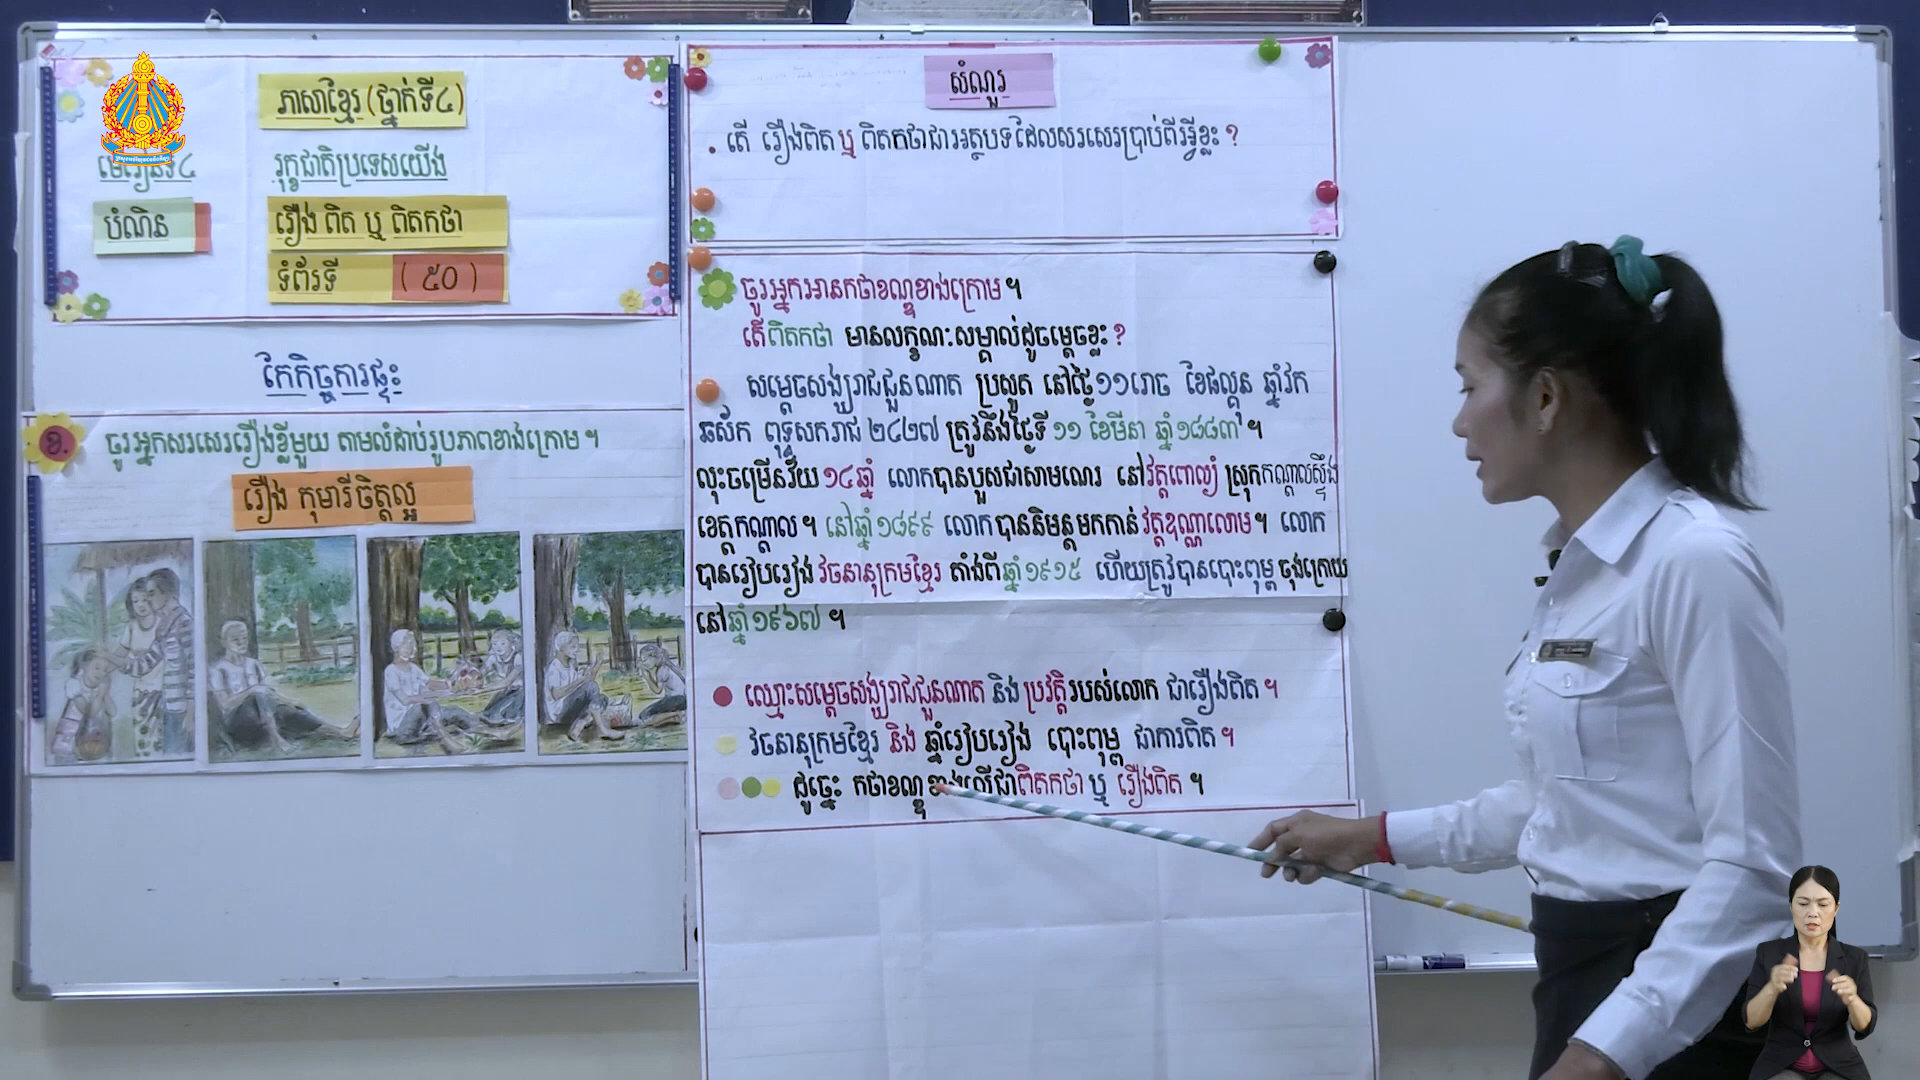 ភាសាខ្មែរ (ថ្នាក់ទី៤)
មេរៀនទី៤
រុក្ខជាតិប្រទេសយើង
បំណិន
រឿង ពិត ឬ ពិតកថា
ទំព័រទី
( ៥០ )
កែកិច្ចការផ្ទះ
ខ.
ចូរអ្នកសរសេររឿងខ្លីមួយ តាមលំដាប់រូបភាពខាងក្រោម។
រឿង កុមារីចិត្តល្អ
សំណួរ
. តើ រឿងពិត ឬ ពិតកថាជាអត្ថបទដែលសរសេរប្រាប់ពីអ្វីខ្លះ ?
ចូរអ្នកអានកថាខណ្ឌខាងក្រោម។
តើពិតកថា មានលក្ខណៈសម្គាល់ដូចម្ដេចខ្លះ ?
សម្ដេចសង្ឃរាជជួនណាត ប្រសូត នៅថ្ងៃ១១រោច ខែផល្គុន ឆ្នាំវក
ឆស័ក ពុទ្ធសករាជ ២៤២៧ ត្រូវនឹងថ្ងៃទី ១១ ខែមីនា ឆ្នាំ១៨៨៣ ។
លុះចម្រើនវ័យ ១៤ឆ្នាំ លោកបានបួសជាសាមណេរ នៅវត្តពោល្យំ ស្រុកកណ្ដាលស្ទឹង
ខេត្តកណ្ដាល។ នៅឆ្នាំ១៨៩៩ លោកបាននិមន្តមកកាន់ វត្តឧណ្ណាលោម។ លោក
បានរៀបរៀង វចនានុក្រមខ្មែរ តាំងពីឆ្នាំ១៩១៥ ហើយត្រូវបានបោះពុម្ព ចុងក្រោយ
នៅឆ្នាំ១៩៦៧ ។
ឈ្មោះសម្ដេចសង្ឃរាជជួនណាត និង ប្រវត្តិរបស់លោក ជារឿងពិត។
វចនានុក្រមខ្មែរ និង ឆ្នាំរៀបរៀង បោះពុម្ព ជាការពិត។
ដូច្នេះ កថាខណ្ឌខាងលើជាពិតកថា ឬ រឿងពិត ។